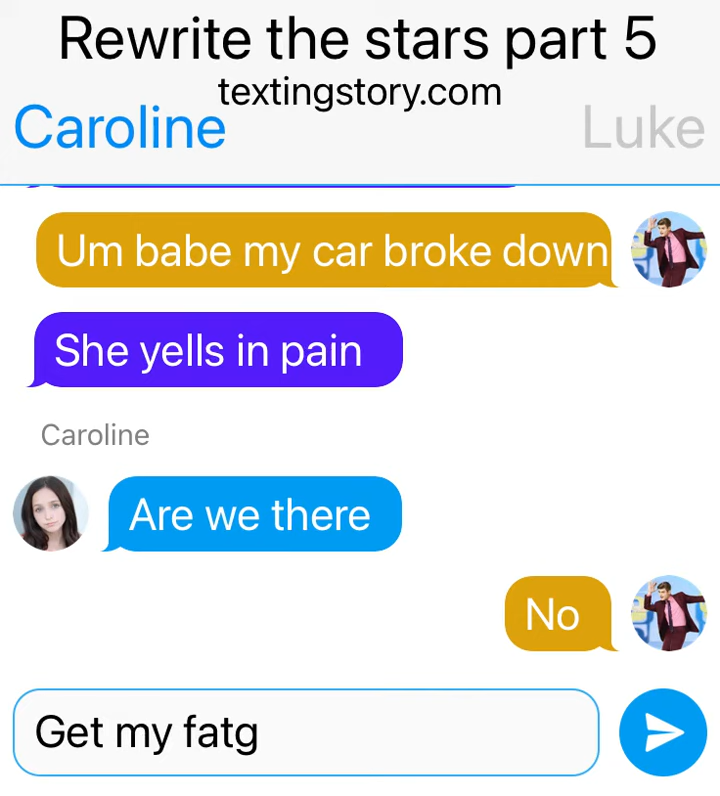 Rewrite the stars part 5
textingstory.com
Caroline Luke
Um babe my car broke down
She yells in pain
Caroline
Are we there
No
Get my fatg